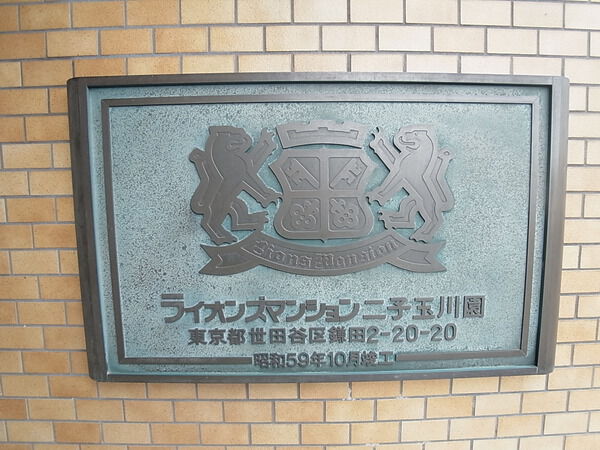 Lions Mansion
ライオンズマンション二子玉川園
東京都世田谷区鎌田2-20-20
昭和59年10月竣工